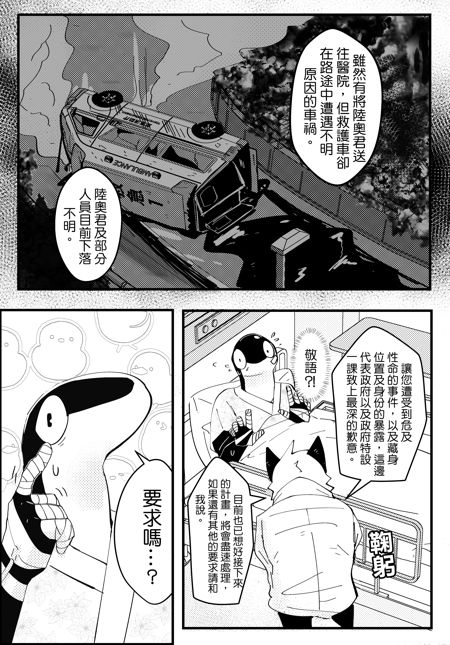 雖然有將陸奧君送
往醫院，但救護車卻
在路途中遭遇不明
原因的車禍。
AMBULANCE
陸奧君及部分
人員目前下落
不明。
讓您遭受到危及
性命的事件，以及藏身
位置及身份的暴露，這邊
代表政府以及政府特設
一課致上最深的歉意。
敬語？！
鞠躬
目前也已想好接下來
的計畫，將會盡速處理，
如果還有其他的要求請和
我說。
要求嗎…？